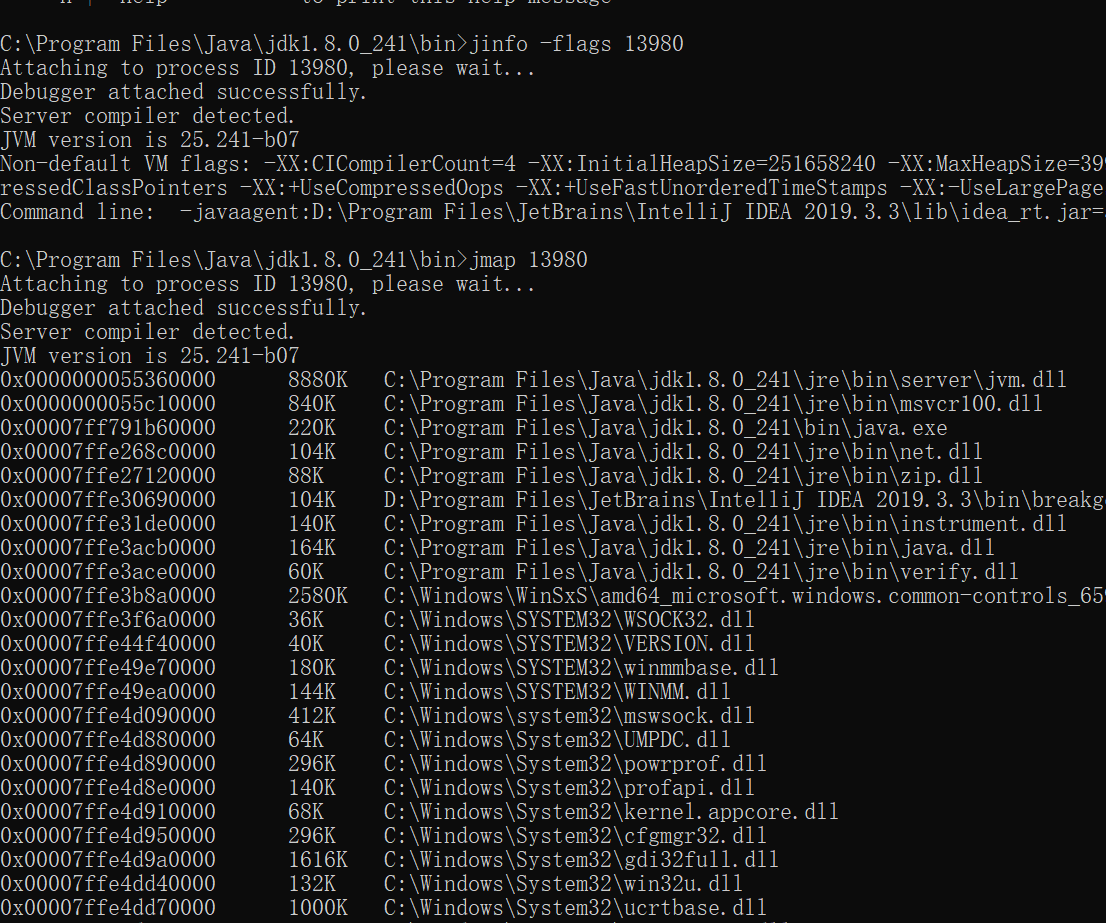 to print this help message
C:\Program Files\Java\jdk1.8.0_241\bin>jinfo -flags 13980
Attaching to process ID 13980, please wait...
Debugger attached successfully.
Server compiler detected.
JVM version is 25.241-b07
Non-default VM flags: -XX:CICompilerCount=4 -XX:InitialHeapSize=251658240 -XX:MaxHeapSize=39
ressedClassPointers -XX:+UseCompressedOops -XX:+UseFastUnorderedTimeStamps -XX:-UseLargePage
Command line:  -javaagent:D:\Program Files\JetBrains\IntelliJ IDEA 2019.3.3\lib\idea_rt.jar=
C:\Program Files\Java\jdk1.8.0_241\bin>jmap 13980
Attaching to process ID 13980, please wait...
Debugger attached successfully.
Server compiler detected.
JVM version is 25.241-b07
0x0000000055360000 8880K C:\Program Files\Java\jdk1.8.0_241\jre\bin\server\jvm.dll
0x0000000055c10000 840K C:\Program Files\Java\jdk1.8.0_241\jre\bin\msvcr100.dll
0x00007ff791b60000 220K C:\Program Files\Java\jdk1.8.0_241\bin\java.exe
0x00007ffe268c0000 104K C:\Program Files\Java\jdk1.8.0_241\jre\bin\net.dll
0x00007ffe27120000 88K C:\Program Files\Java\jdk1.8.0_241\jre\bin\zip.dll
0x00007ffe30690000 104K D:\Program Files\JetBrains\IntelliJ IDEA 2019.3.3\bin\breakg
0x00007ffe31de0000 140K C:\Program Files\Java\jdk1.8.0_241\jre\bin\instrument.dll
0x00007ffe3acb0000 164K C:\Program Files\Java\jdk1.8.0_241\jre\bin\java.dll
0x00007ffe3ace0000 60K C:\Program Files\Java\jdk1.8.0_241\jre\bin\verify.dll
0x00007ffe3b8a0000 2580K C:\Windows\WinSxS\amd64_microsoft.windows.common-controls_659
0x00007ffe3f6a0000 36K C:\Windows\SYSTEM32\WSOCK32.dll
0x00007ffe44f40000 40K C:\Windows\SYSTEM32\VERSION.dll
0x00007ffe49e70000 180K C:\Windows\SYSTEM32\winmmbase.dll
0x00007ffe49ea0000 144K C:\Windows\SYSTEM32\WINMM.dll
0x00007ffe4d090000 412K C:\Windows\system32\mswsock.dll
0x00007ffe4d880000 64K C:\Windows\System32\UMPDC.dll
0x00007ffe4d890000 296K C:\Windows\System32\powrprof.dll
0x00007ffe4d8e0000 140K C:\Windows\System32\profapi.dll
0x00007ffe4d910000 68K C:\Windows\System32\kernel.appcore.dll
0x00007ffe4d950000 296K C:\Windows\System32\cfgmgr32.dll
0x00007ffe4d9a0000 1616K C:\Windows\System32\gdi32full.dll
0x00007ffe4dd40000 132K C:\Windows\System32\win32u.dll
0x00007ffe4dd70000 1000K C:\Windows\System32\ucrtbase.dll